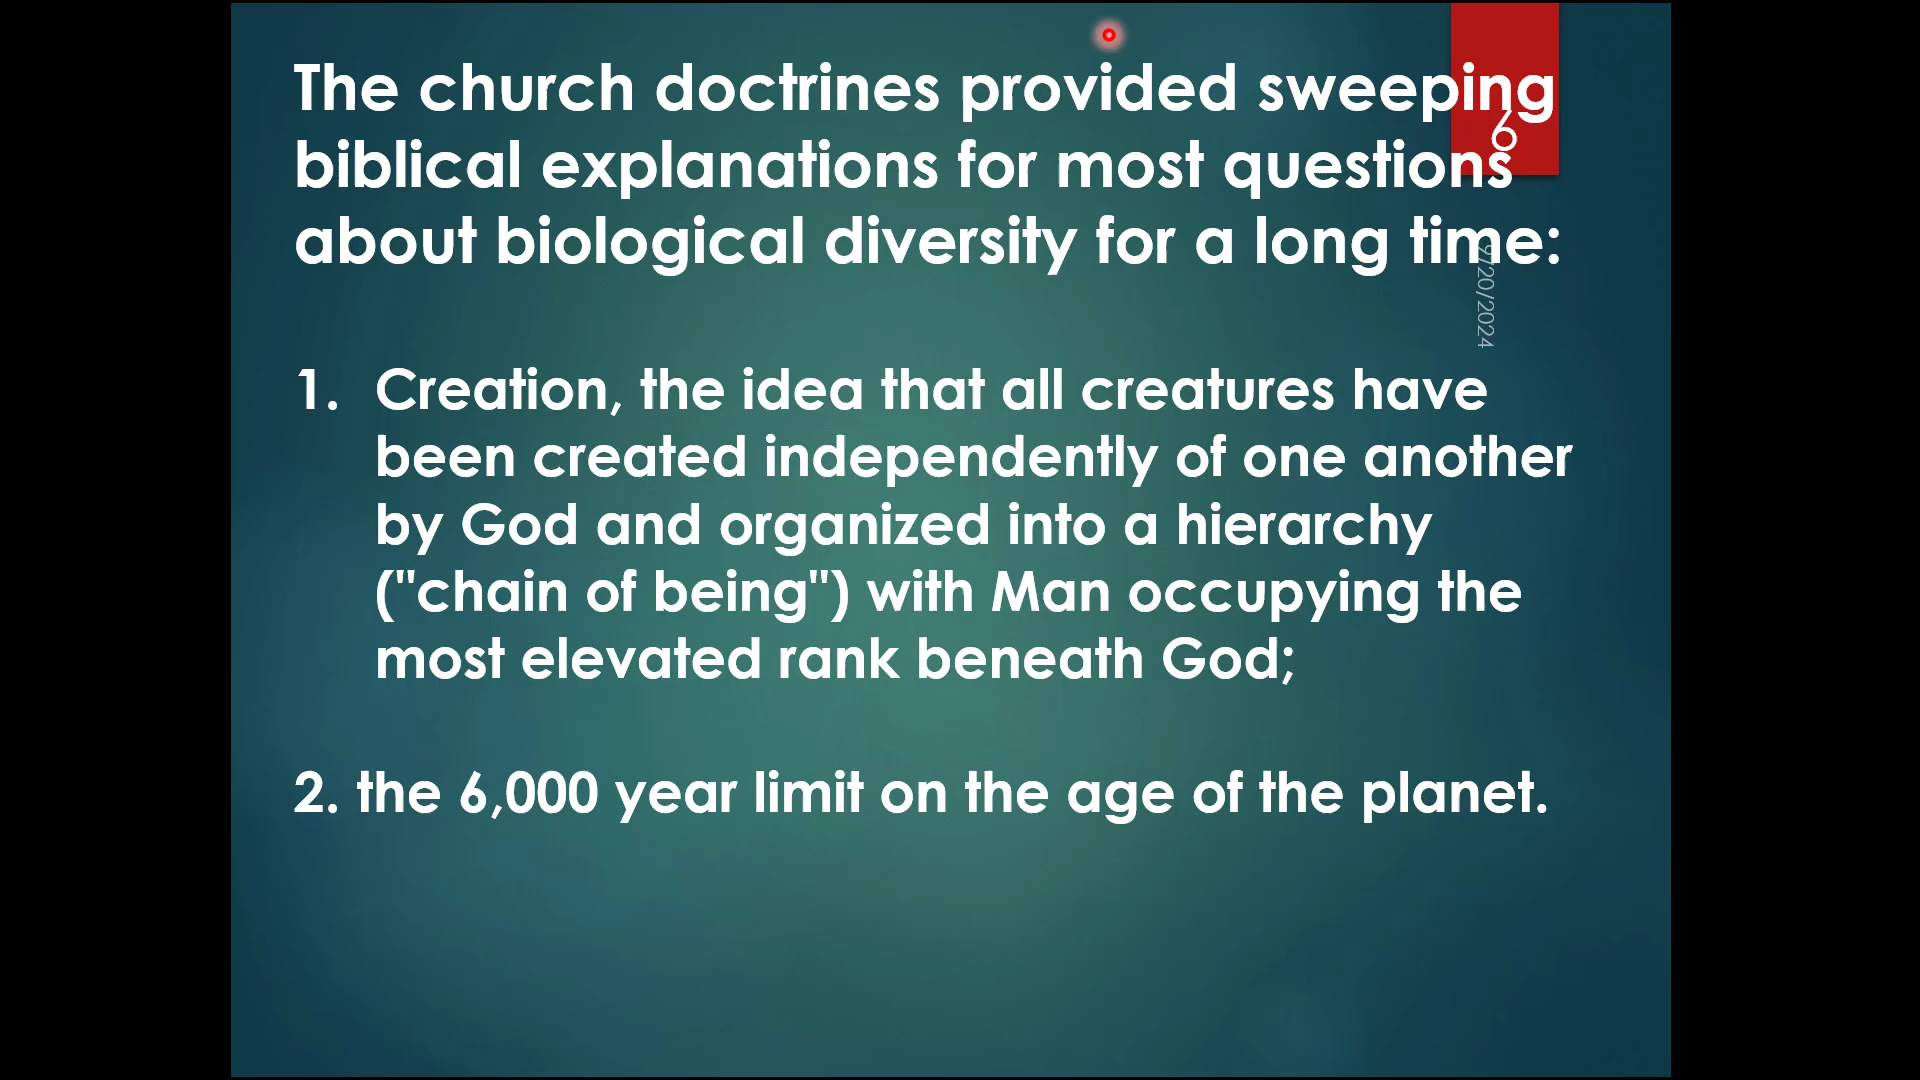 The church doctrines provided sweeping
6
biblical explanations for most questions
about biological diversity for a long time:
9/20/2024
1. Creation, the idea that all creatures have
been created independently of one another
by God and organized into a hierarchy
("chain of being") with Man occupying the
most elevated rank beneath God;
2. the 6,000 year limit on the age of the planet.